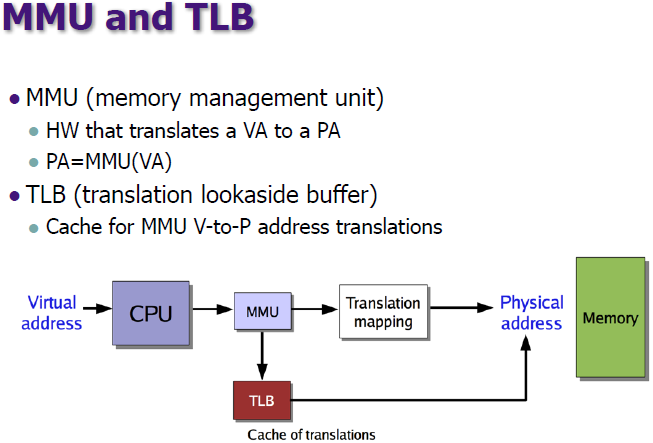 MMU and TLB
MMU (memory management unit)
HW that translates a VA to a PA
PA=MMU(VA)
TLB (translation lookaside buffer)
Cache for MMU V-to-P address translations
Virtual
address
CPU
MMU
Translation
mapping
Physical
address
Memory
TLB
Cache of translations